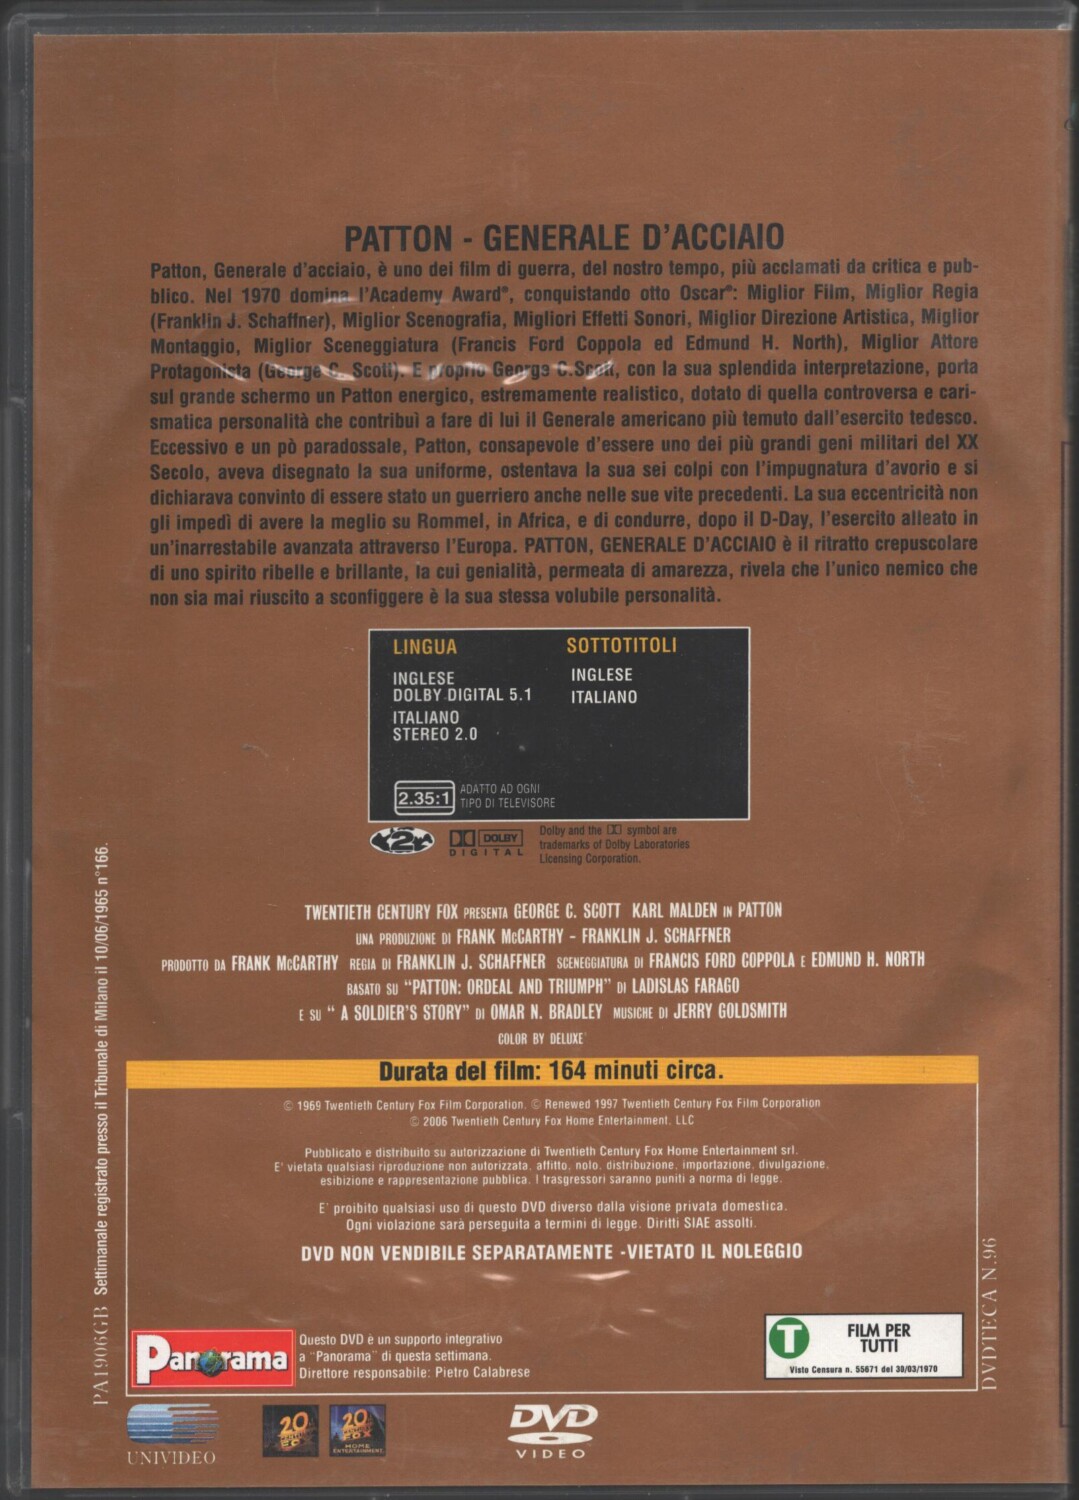 PATTON - GENERALE D'ACCIAIO
Patton, Generale d'acciaio, è uno dei film di guerra, del nostro tempo, più acclamati da critica e pub-
blico. Nel 1970 domina l'Academy Award®, conquistando otto Oscar®: Miglior Film, Miglior Regia
(Franklin J. Schaffner), Miglior Scenografia, Migliori Effetti Sonori, Miglior Direzione Artistica, Miglior
Montaggio, Miglior Sceneggiatura (Francis Ford Coppola ed Edmund H. North), Miglior Attore
Protagonista (George C. Scott). E proprio George C.Scott, con la sua splendida interpretazione, porta
sul grande schermo un Patton energico, estremamente realistico, dotato di quella controversa e cari-
smatica personalità che contribuì a fare di lui il Generale americano più temuto dall'esercito tedesco.
Eccessivo e un pò paradossale, Patton, consapevole d'essere uno dei più grandi geni militari del XX
Secolo, aveva disegnato la sua uniforme, ostentava la sua sei colpi con l'impugnatura d'avorio e si
dichiarava convinto di essere stato un guerriero anche nelle sue vite precedenti. La sua eccentricità non
gli impedì di avere la meglio su Rommel, in Africa, e di condurre, dopo il D-Day, l'esercito alleato in
un'inarrestabile avanzata attraverso l'Europa. PATTON, GENERALE D'ACCIAIO è il ritratto crepuscolare
di uno spirito ribelle e brillante, la cui genialità, permeata di amarezza, rivela che l'unico nemico che
non sia mai riuscito a sconfiggere è la sua stessa volubile personalità.
LINGUA
INGLESE
DOLBY DIGITAL 5.1
ITALIANO
STEREO 2.0
SOTTOTITOLI
INGLESE
ITALIANO
2.35:1
ADATTO AD OGNI
TIPO DI TELEVISORE
2
DOLBY
DIGITAL
Dolby and the symbol are
trademarks of Dolby Laboratories
Licensing Corporation.
TWENTIETH CENTURY FOX PRESENTA GEORGE C. SCOTT KARL MALDEN IN PATTON
UNA PRODUZIONE DI FRANK McCARTHY - FRANKLIN J. SCHAFFNER
PRODOTTO DA FRANK McCARTHY REGIA DI FRANKLIN J. SCHAFFNER SCENEGGIATURA DI FRANCIS FORD COPPOLA E EDMUND H. NORTH
BASATO SU "PATTON: ORDEAL AND TRIUMPH" DI LADISLAS FARAGO
E SU " A SOLDIER'S STORY" DI OMAR N. BRADLEY MUSICHE DI JERRY GOLDSMITH
COLOR BY DELUXE®
Durata del film: 164 minuti circa.
© 1969 Twentieth Century Fox Film Corporation. © Renewed 1997 Twentieth Century Fox Film Corporation
© 2006 Twentieth Century Fox Home Entertainment. LLC
Pubblicato e distribuito su autorizzazione di Twentieth Century Fox Home Entertainment srl.
E' vietata qualsiasi riproduzione non autorizzata, affitto, nolo, distribuzione, importazione, divulgazione,
esibizione e rappresentazione pubblica. I trasgressori saranno puniti a norma di legge.
E' proibito qualsiasi uso di questo DVD diverso dalla visione privata domestica.
Ogni violazione sarà perseguita a termini di legge. Diritti SIAE assolti.
DVD NON VENDIBILE SEPARATAMENTE -VIETATO IL NOLEGGIO
Panorama
Questo DVD è un supporto integrativo
a "Panorama" di questa settimana.
Direttore responsabile: Pietro Calabrese
T
FILM PER
TUTTI
Visto Censura n. 55671 del 30/03/1970
PA1906GB Settimanale registrato presso il Tribunale di Milano il 10/06/1965 n°166.
DVDTECA N.96
UNIVIDEO
20
20
FOX
HOME
ENTERTAINMENT
DVD
VIDEO